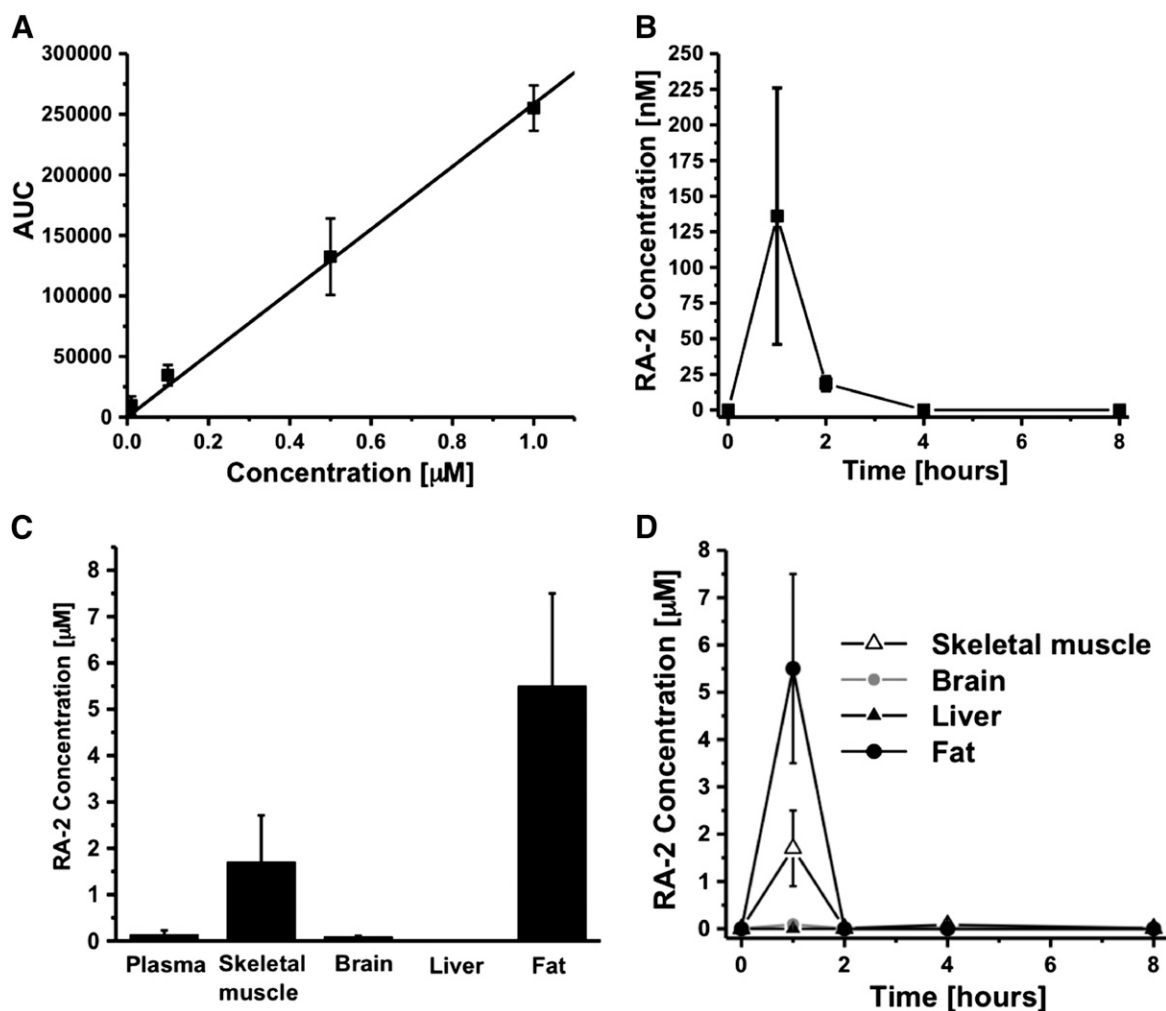 A
300000
250000
200000
150000
100000
50000
0
AUC
0.0 0.2 0.4 0.6 0.8 1.0
Concentration [μM]
B
250
225
200
175
150
125
100
75
50
25
0
RA-2 Concentration [nM]
0 2 4 6 8
Time [hours]
C
8
7
6
5
4
3
2
1
0
RA-2 Concentration [μM]
Plasma Skeletal muscle Brain Liver Fat
D
8
7
6
5
4
3
2
1
0
RA-2 Concentration [μM]
Skeletal muscle
Brain
Liver
Fat
0 2 4 6 8
Time [hours]